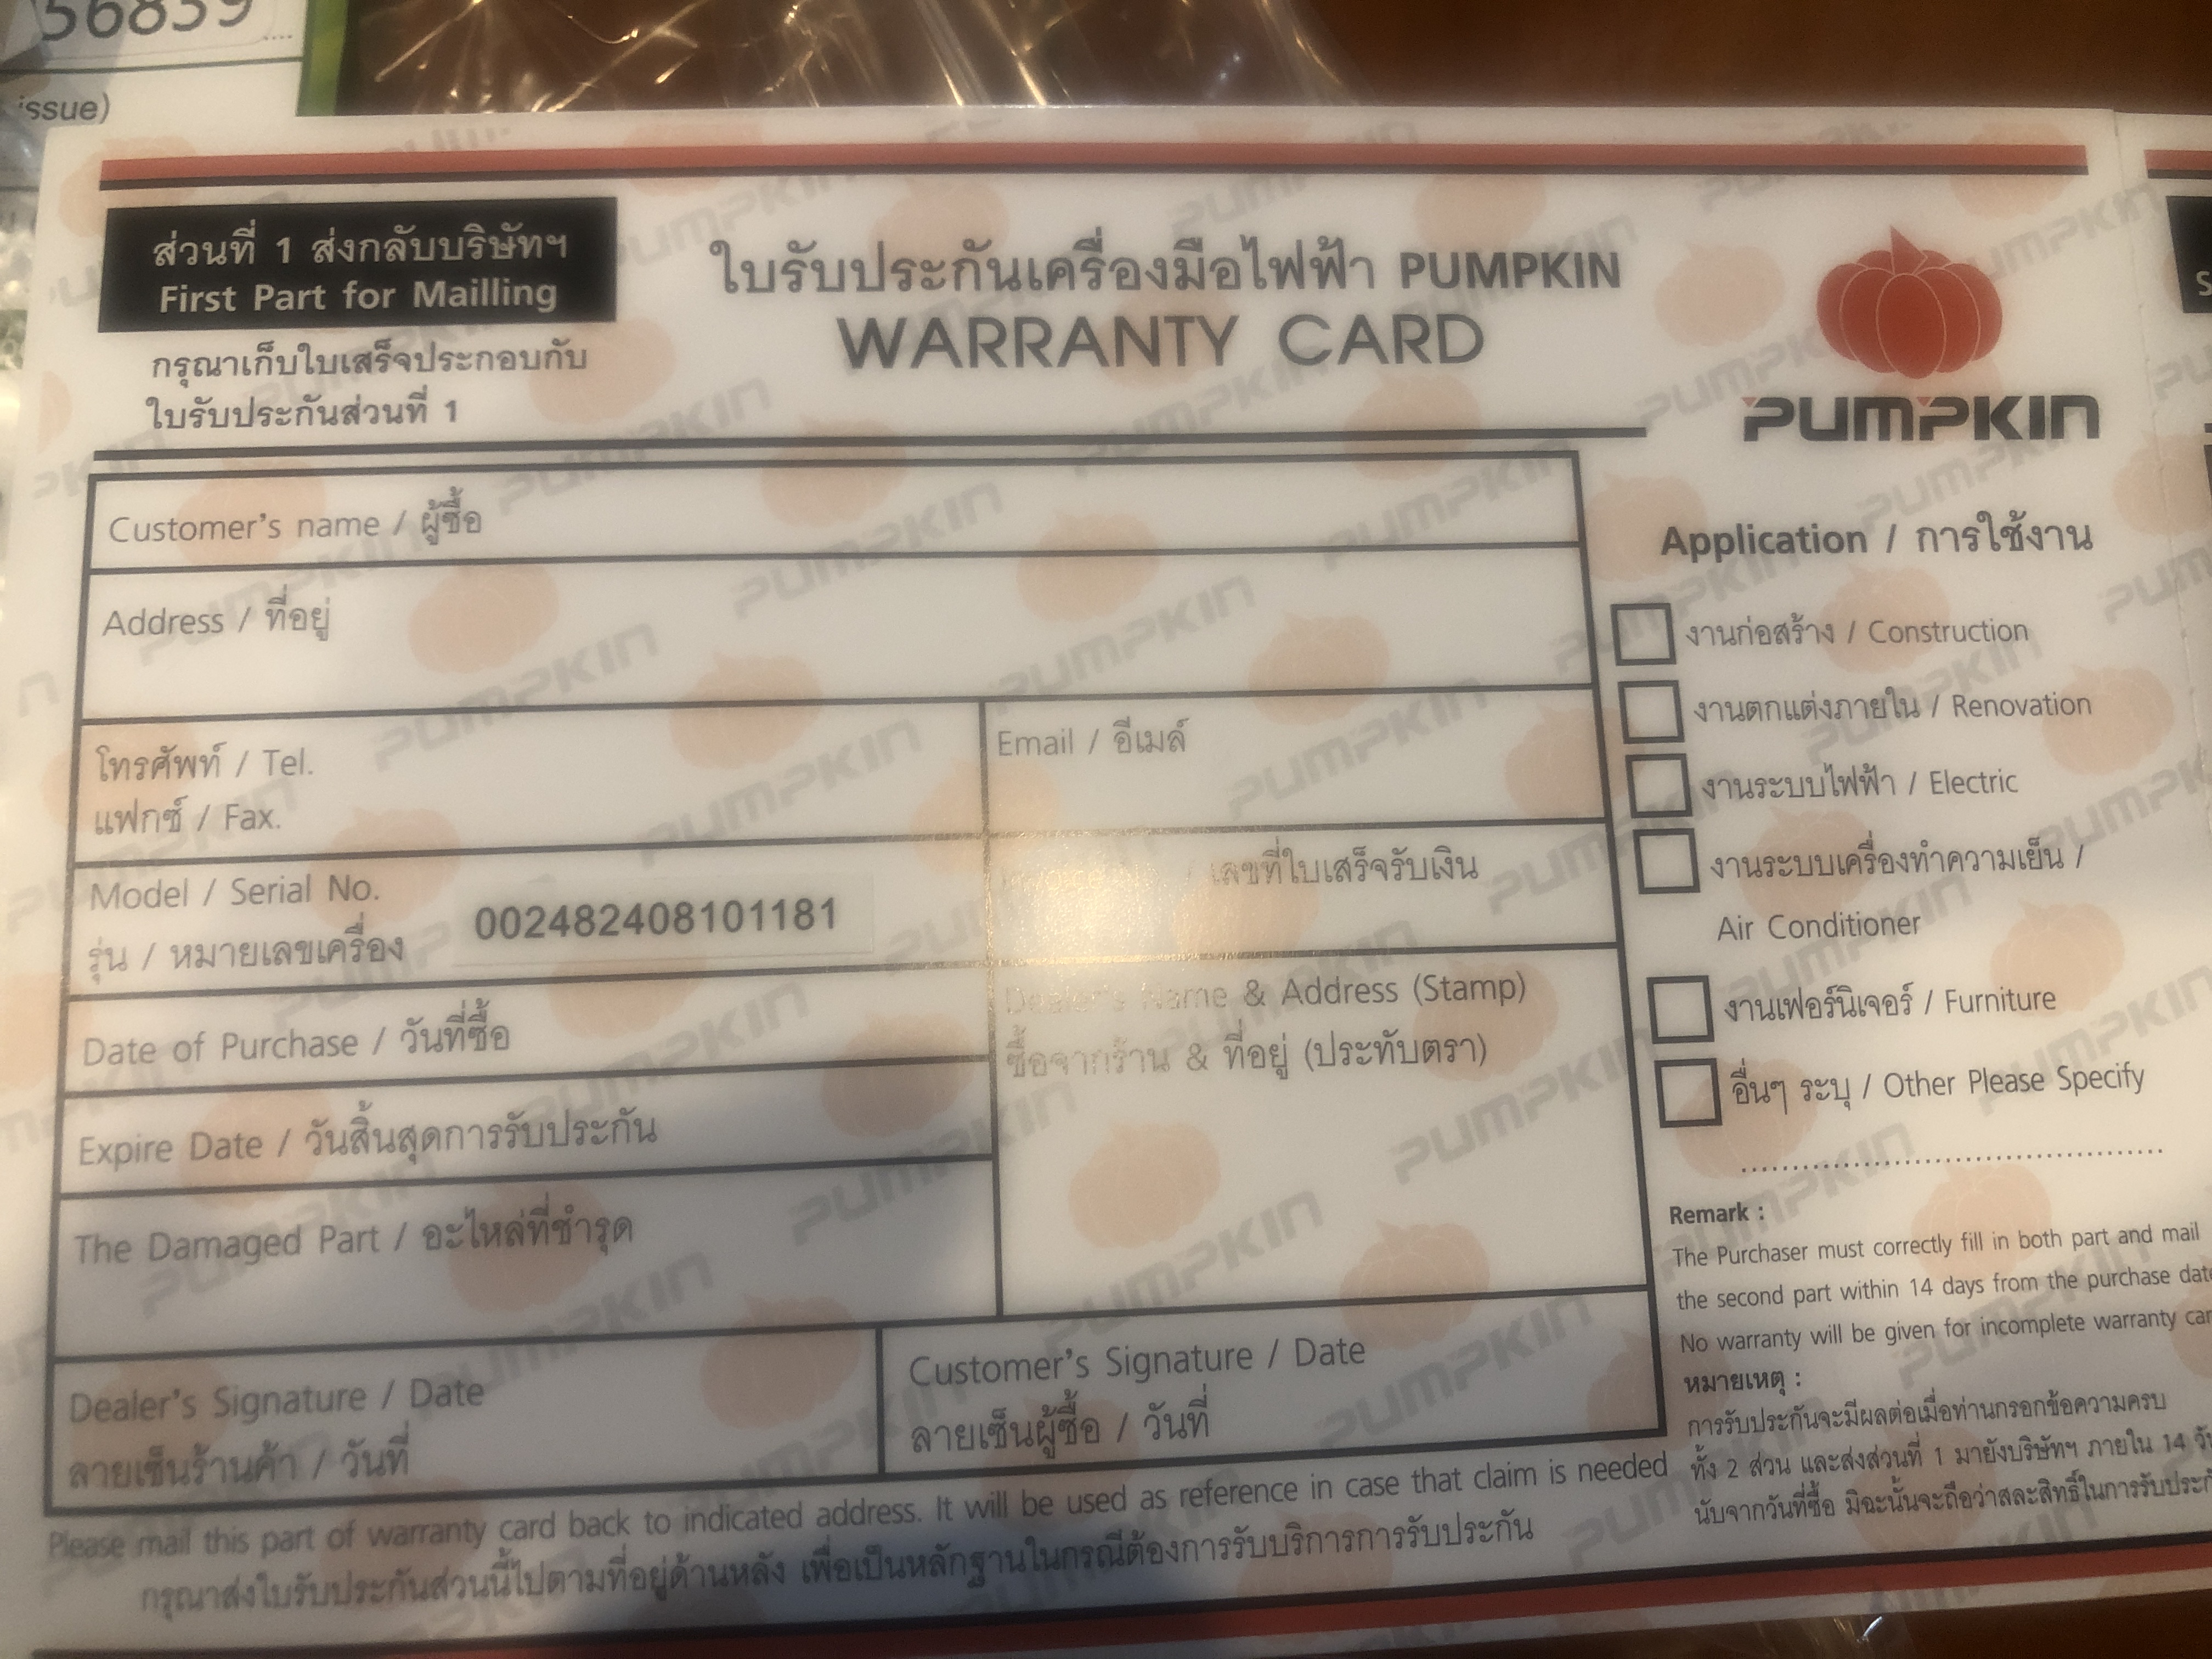 56839
issue)
ส่วนที่ 1 ส่งกลับบริษัทฯ
First Part for Mailling
กรุณาเก็บใบเสร็จประกอบกับ
ใบรับประกันส่วนที่ 1
ใบรับประกันเครื่องมือไฟฟ้า PUMPKIN
WARRANTY CARD
PUMPKIN
Customer's name / ผู้ซื้อ
Address / ที่อยู่
โทรศัพท์ / Tel.
แฟกซ์ / Fax.
Email / อีเมล์
Model / Serial No.
รุ่น / หมายเลขเครื่อง
002482408101181
/ เลขที่ใบเสร็จรับเงิน
Date of Purchase / วันที่ซื้อ
Dealer's Name & Address (Stamp)
ซื้อจากร้าน & ที่อยู่ (ประทับตรา)
Expire Date / วันสิ้นสุดการรับประกัน
The Damaged Part / อะไหล่ที่ชำรุด
Dealer's Signature / Date
ลายเซ็นร้านค้า / วันที่
Customer's Signature / Date
ลายเซ็นผู้ซื้อ / วันที่
Please mail this part of warranty card back to indicated address. It will be used as reference in case that claim is needed
กรุณาส่งใบรับประกันส่วนนี้ไปตามที่อยู่ด้านหลัง เพื่อเป็นหลักฐานในกรณีต้องการรับบริการการรับประกัน
Application / การใช้งาน
งานก่อสร้าง / Construction
งานตกแต่งภายใน / Renovation
งานระบบไฟฟ้า / Electric
งานระบบเครื่องทำความเย็น /
Air Conditioner
งานเฟอร์นิเจอร์ / Furniture
อื่นๆ ระบุ / Other Please Specify
Remark :
The Purchaser must correctly fill in both part and mail
the second part within 14 days from the purchase date
No warranty will be given for incomplete warranty car
หมายเหตุ :
การรับประกันจะมีผลต่อเมื่อท่านกรอกข้อความครบ
ทั้ง 2 ส่วน และส่งส่วนที่ 1 มายังบริษัทฯ ภายใน 14 วัน
นับจากวันที่ซื้อ มิฉะนั้นจะถือว่าสละสิทธิ์ในการรับประกั